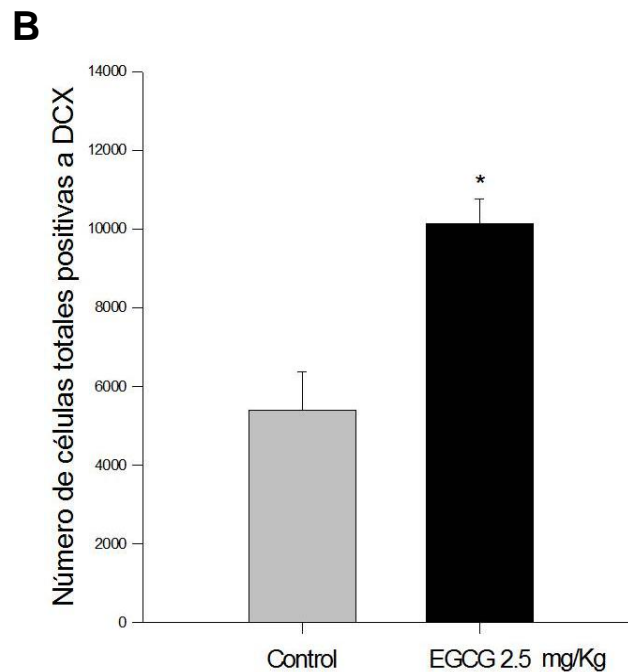 B
Número de células totales positivas a DCX
14000
12000
10000
8000
6000
4000
2000
0
*
Control
EGCG 2.5 mg/Kg